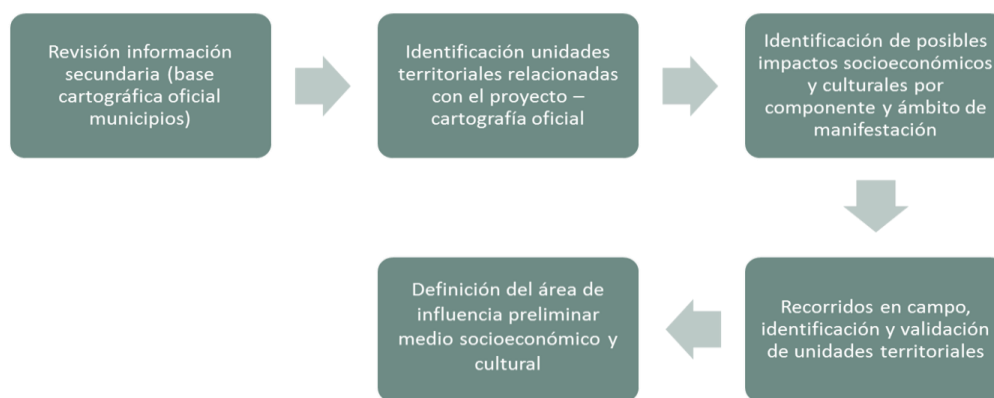 Revisión información
secundaria (base
cartográfica oficial
municipios)
Identificación unidades
territoriales relacionadas
con el proyecto –
cartografía oficial
Identificación de posibles
impactos socioeconómicos
y culturales por
componente y ámbito de
manifestación
Recorridos en campo,
identificación y validación
de unidades territoriales
Definición del área de
influencia preliminar
medio socioeconómico y
cultural